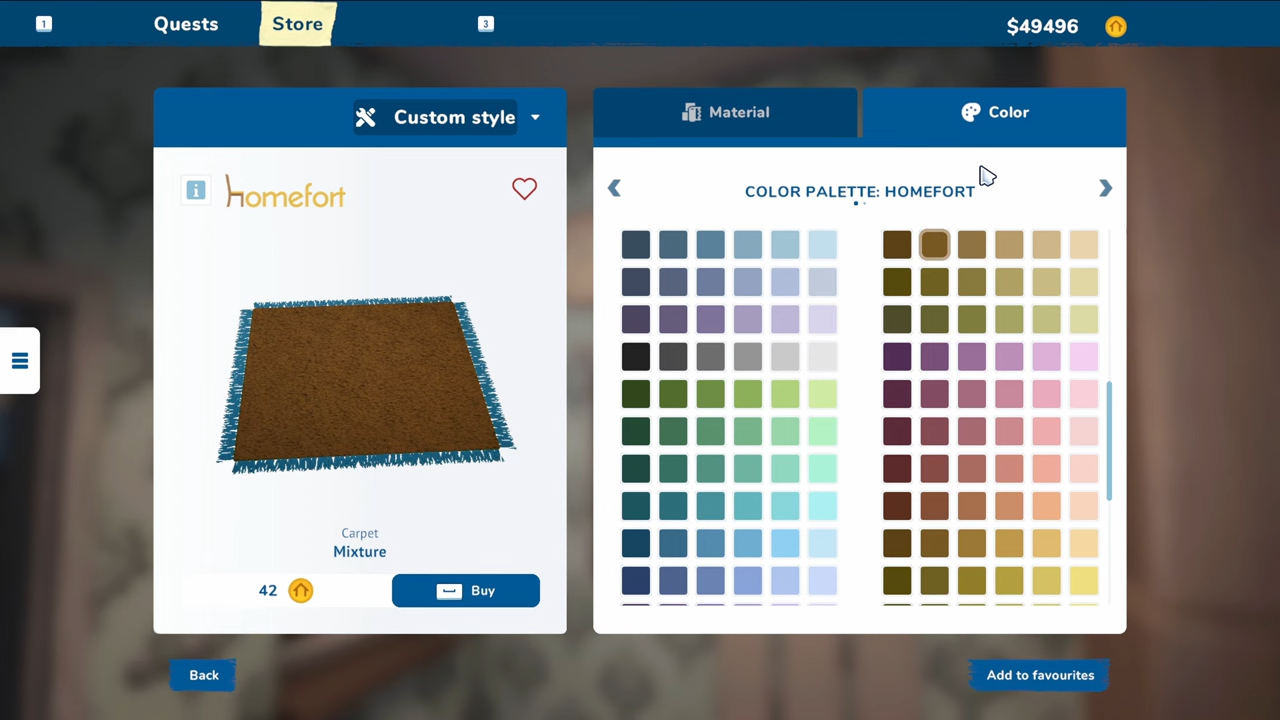 1
Quests
Store
3
$49496
Custom style
Material
Color
i
homefort
COLOR PALETTE: HOMEFORT
Carpet
Mixture
42
Buy
Back
Add to favourites